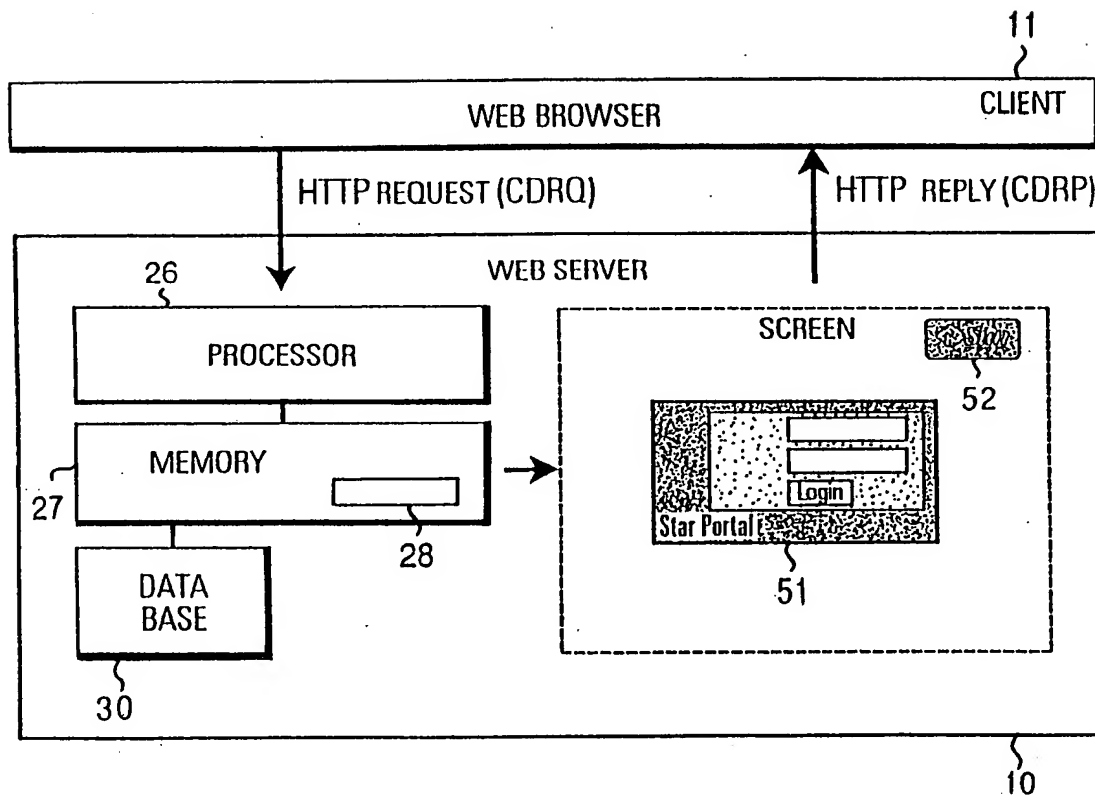 11
CLIENT
WEB BROWSER
HTTP REQUEST (CDRQ)
HTTP REPLY (CDRP)
WEB SERVER
26
PROCESSOR
SCREEN
52
MEMORY
27
28
Login
Star Portal
51
DATA
BASE
30
10